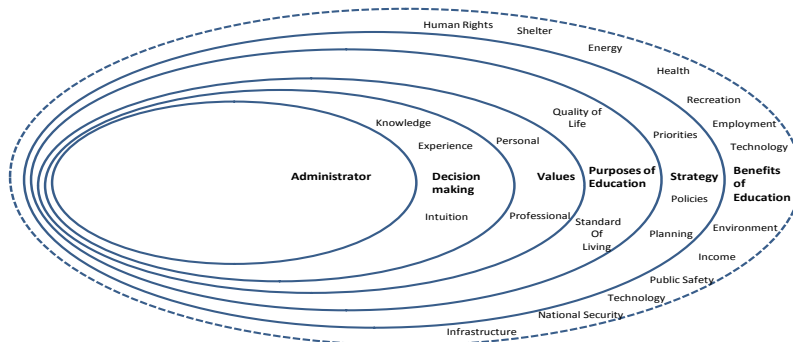 Human Rights
Shelter
Energy
Health
Recreation
Employment
Technology
Quality of
Life
Priorities
Knowledge
Experience
Personal
Administrator
Decision
making
Values
Purposes of
Education
Strategy
Benefits
of
Education
Intuition
Professional
Standard
Of
Living
Policies
Planning
Environment
Income
Public Safety
Technology
National Security
Infrastructure